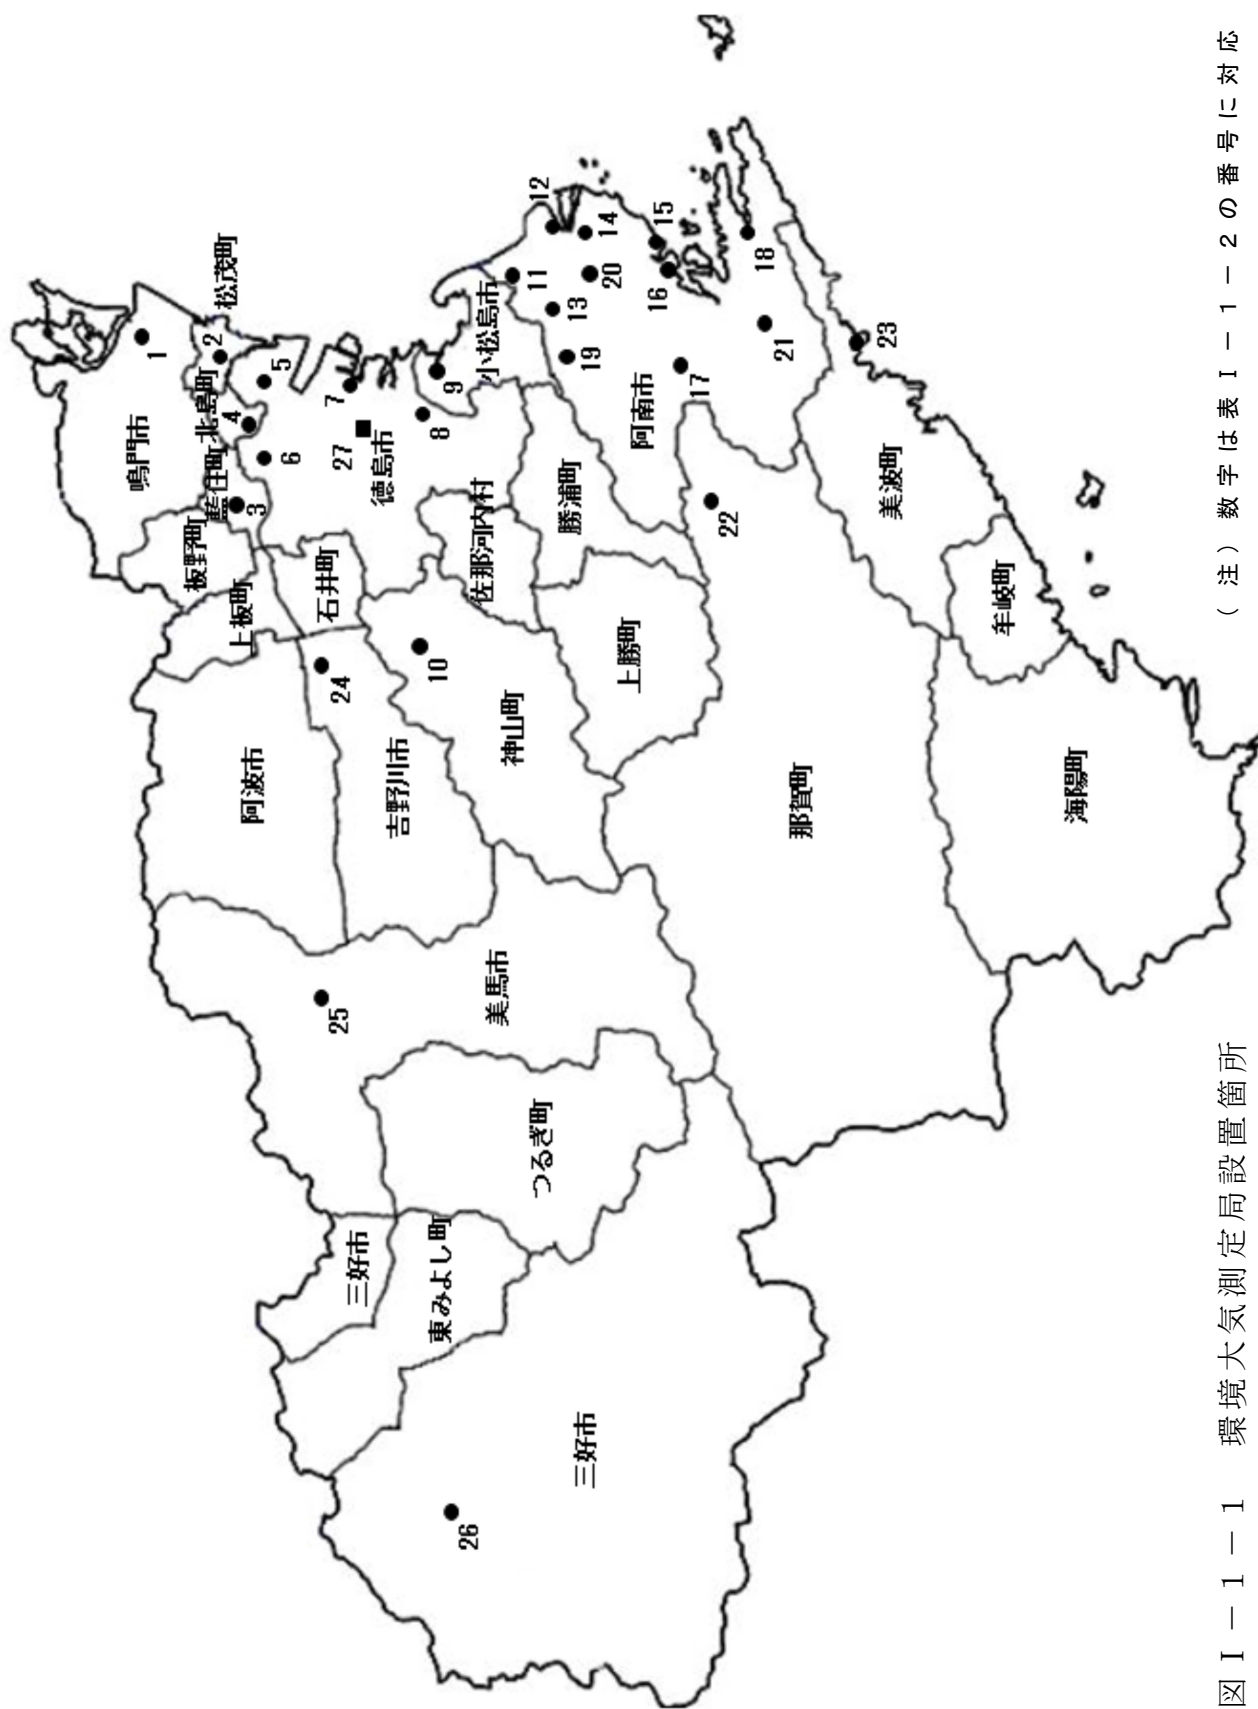 鳴門市
1
松茂町
2
北島町
4
5
藍住町
3
6
板野町
上板町
7
27
徳島市
8
9
小松島市
石井町
佐那河内村
勝浦町
上勝町
10
神山町
24
阿波市
吉野川市
11
12
13
14
15
16
17
18
19
20
21
阿南市
22
那賀町
23
美波町
牟岐町
海陽町
25
美馬市
つるぎ町
三好市
東みよし町
三好市
26
図Ⅰ-1-1 環境大気測定局設置箇所
(注)数字は表Ⅰ-1-2の番号に対応